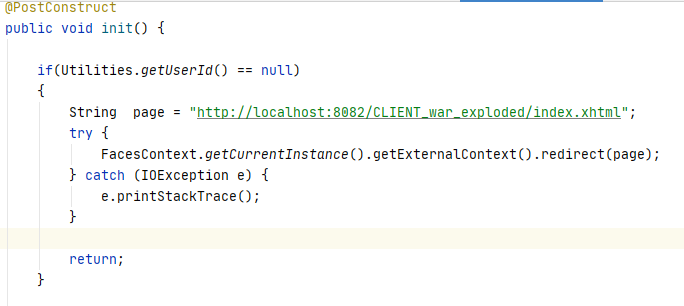 @PostConstruct
public void init() {
if(Utilities.getUserId() == null)
{
String  page = "http://localhost:8082/CLIENT_war_exploded/index.xhtml";
try {
FacesContext.getCurrentInstance().getExternalContext().redirect(page);
} catch (IOException e) {
e.printStackTrace();
}
return;
}